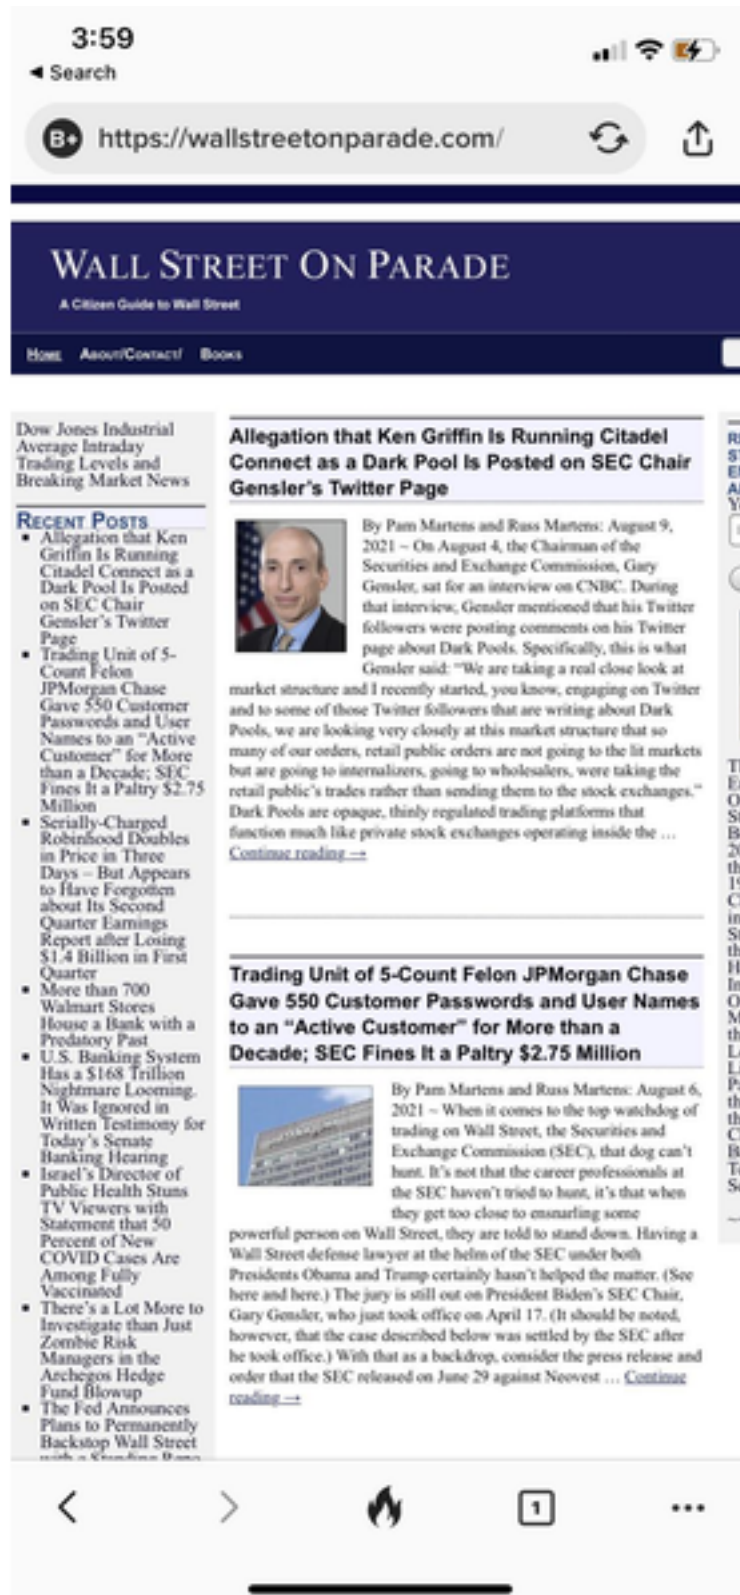 3:59
◄ Search
B+ https://wallstreetonparade.com/
WALL STREET ON PARADE
A Citizen Guide to Wall Street
HOME ABOUT/CONTACT/ BOOKS
Dow Jones Industrial
Average Intraday
Trading Levels and
Breaking Market News
RECENT POSTS
▪ Allegation that Ken
Griffin Is Running
Citadel Connect as a
Dark Pool Is Posted
on SEC Chair
Gensler's Twitter
Page
▪ Trading Unit of 5-
Count Felon
JPMorgan Chase
Gave 550 Customer
Passwords and User
Names to an "Active
Customer" for More
than a Decade; SEC
Fines It a Paltry $2.75
Million
▪ Serially-Charged
Robinhood Doubles
in Price in Three
Days – But Appears
to Have Forgotten
about Its Second
Quarter Earnings
Report after Losing
$1.4 Billion in First
Quarter
▪ More than 700
Walmart Stores
House a Bank with a
Predatory Past
▪ U.S. Banking System
Has a $168 Trillion
Nightmare Looming.
It Was Ignored in
Written Testimony for
Today's Senate
Banking Hearing
▪ Israel's Director of
Public Health Stuns
TV Viewers with
Statement that 50
Percent of New
COVID Cases Are
Among Fully
Vaccinated
▪ There's a Lot More to
Investigate than Just
Zombie Risk
Managers in the
Archegos Hedge
Fund Blowup
▪ The Fed Announces
Plans to Permanently
Backstop Wall Street
with a Standing Repo
Allegation that Ken Griffin Is Running Citadel
Connect as a Dark Pool Is Posted on SEC Chair
Gensler's Twitter Page
By Pam Martens and Russ Martens: August 9,
2021 ~ On August 4, the Chairman of the
Securities and Exchange Commission, Gary
Gensler, sat for an interview on CNBC. During
that interview, Gensler mentioned that his Twitter
followers were posting comments on his Twitter
page about Dark Pools. Specifically, this is what
Gensler said: "We are taking a real close look at
market structure and I recently started, you know, engaging on Twitter
and to some of those Twitter followers that are writing about Dark
Pools, we are looking very closely at this market structure that so
many of our orders, retail public orders are not going to the lit markets
but are going to internalizers, going to wholesalers, were taking the
retail public's trades rather than sending them to the stock exchanges."
Dark Pools are opaque, thinly regulated trading platforms that
function much like private stock exchanges operating inside the …
Continue reading →
Trading Unit of 5-Count Felon JPMorgan Chase
Gave 550 Customer Passwords and User Names
to an "Active Customer" for More than a
Decade; SEC Fines It a Paltry $2.75 Million
By Pam Martens and Russ Martens: August 6,
2021 ~ When it comes to the top watchdog of
trading on Wall Street, the Securities and
Exchange Commission (SEC), that dog can't
hunt. It's not that the career professionals at
the SEC haven't tried to hunt, it's that when
they get too close to ensnarling some
powerful person on Wall Street, they are told to stand down. Having a
Wall Street defense lawyer at the helm of the SEC under both
Presidents Obama and Trump certainly hasn't helped the matter. (See
here and here.) The jury is still out on President Biden's SEC Chair,
Gary Gensler, who just took office on April 17. (It should be noted,
however, that the case described below was settled by the SEC after
he took office.) With that as a backdrop, consider the press release and
order that the SEC released on June 29 against Neovest … Continue
reading →
1